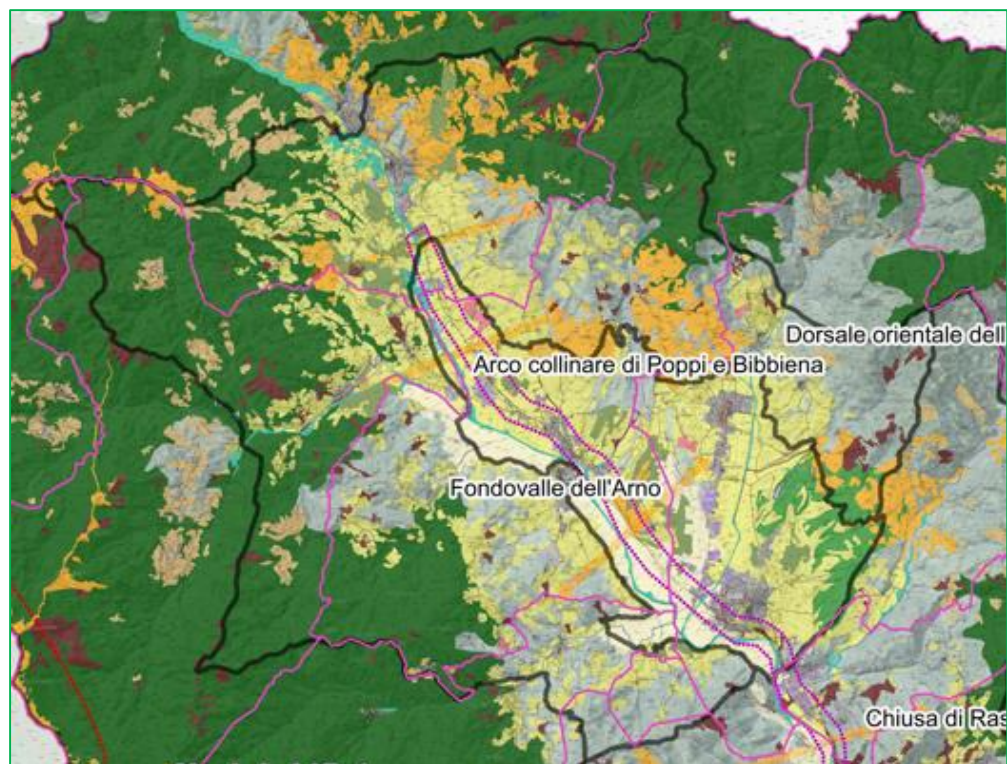 Dorsale orientale dell
Arco collinare di Poppi e Bibbiena
Fondovalle dell'Arno
Chiusa di Ras